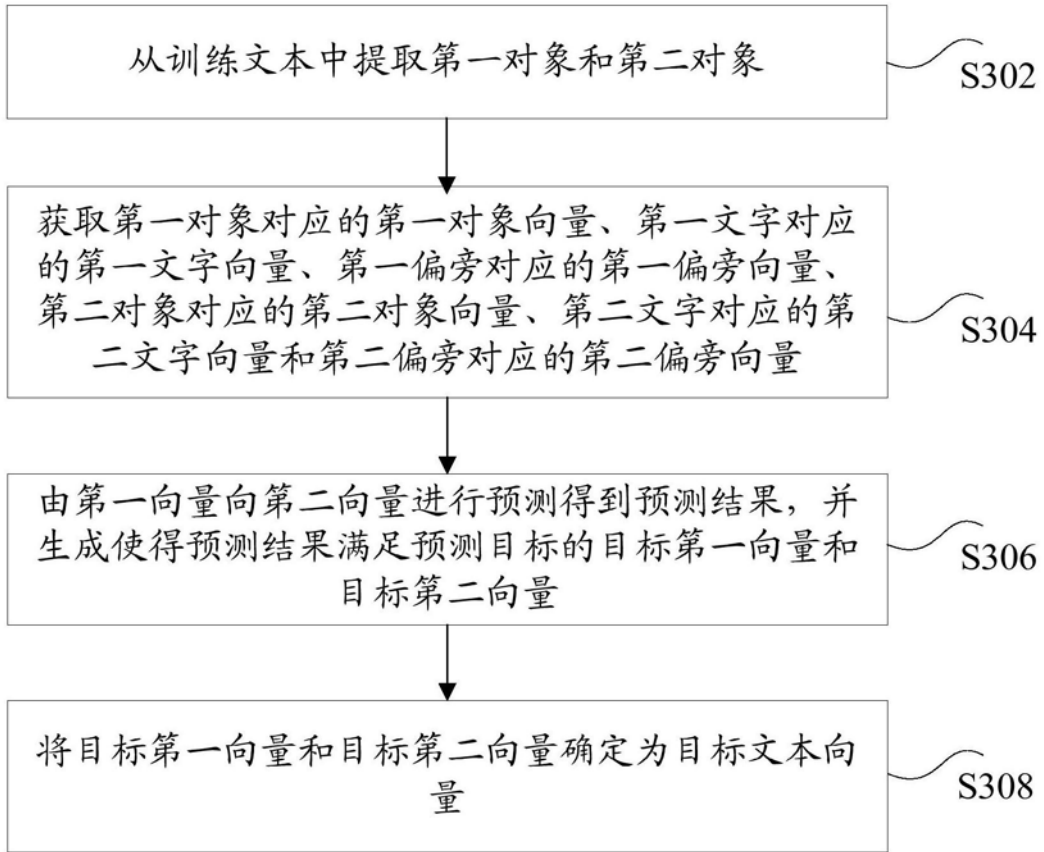 从训练文本中提取第一对象和第二对象
S302
获取第一对象对应的第一对象向量、第一文字对应
的第一文字向量、第一偏旁对应的第一偏旁向量、
第二对象对应的第二对象向量、第二文字对应的第
二文字向量和第二偏旁对应的第二偏旁向量
S304
由第一向量向第二向量进行预测得到预测结果，并
生成使得预测结果满足预测目标的目标第一向量和
目标第二向量
S306
将目标第一向量和目标第二向量确定为目标文本向
量
S308